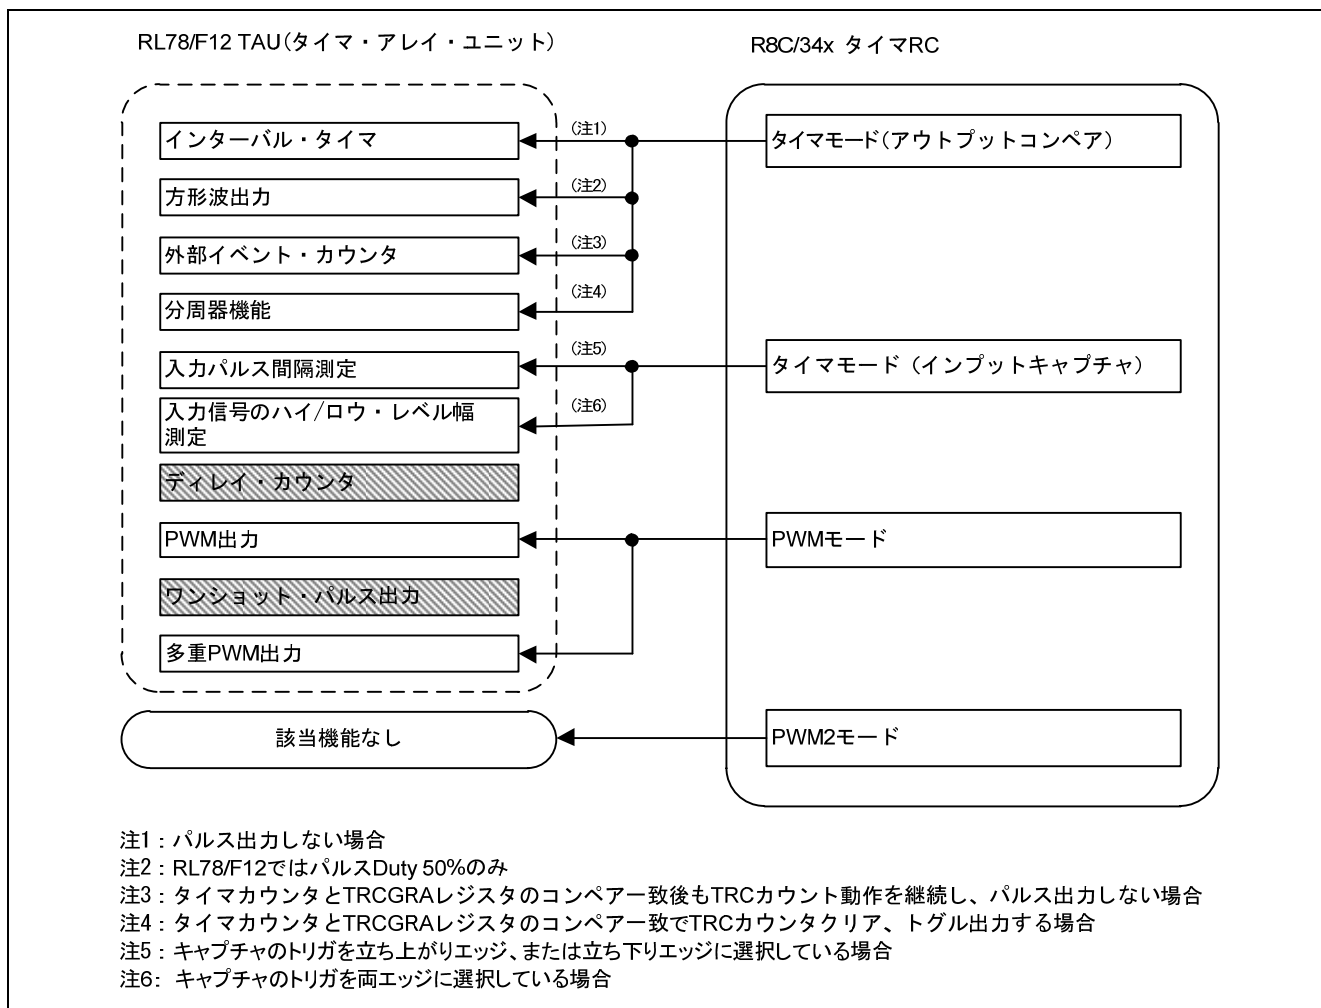 RL78/F12 TAU(タイマ・アレイ・ユニット)
R8C/34x タイマRC
インターバル・タイマ
(注1)
タイマモード(アウトプットコンペア)
方形波出力
(注2)
外部イベント・カウンタ
(注3)
分周器機能
(注4)
入力パルス間隔測定
(注5)
タイマモード (インプットキャプチャ)
入力信号のハイ/ロウ・レベル幅
測定
(注6)
ディレイ・カウンタ
PWM出力
PWMモード
ワンショット・パルス出力
多重PWM出力
該当機能なし
PWM2モード
注1 : パルス出力しない場合
注2 : RL78/F12ではパルスDuty 50%のみ
注3 : タイマカウンタとTRCGRAレジスタのコンペアー致後もTRCカウント動作を継続し、パルス出力しない場合
注4 : タイマカウンタとTRCGRAレジスタのコンペアー致でTRCカウンタクリア、トグル出力する場合
注5 : キャプチャのトリガを立ち上がりエッジ、または立ち下りエッジに選択している場合
注6: キャプチャのトリガを両エッジに選択している場合